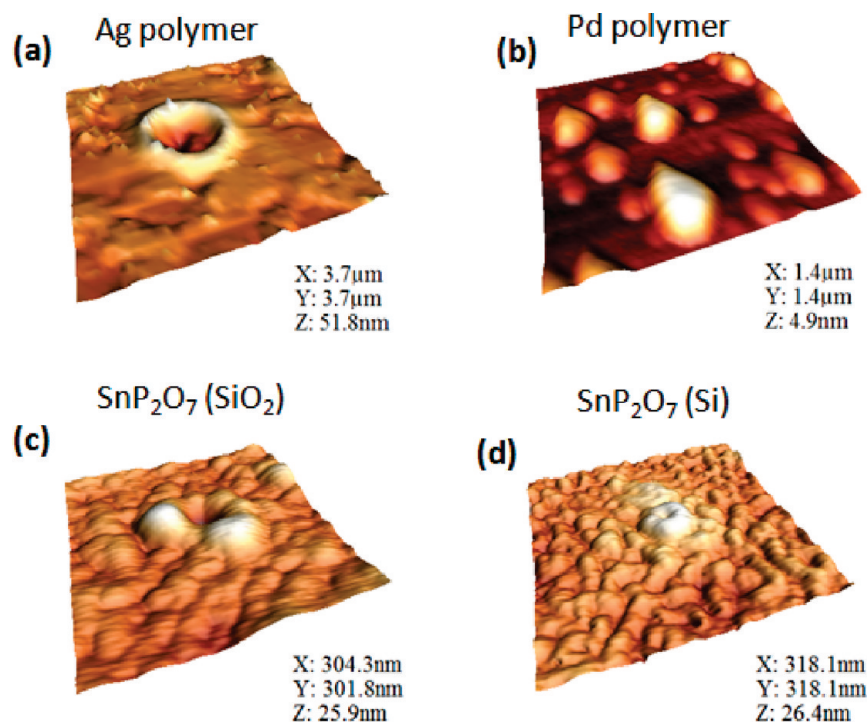 Ag polymer
(a)
X: 3.7µm
Y: 3.7µm
Z: 51.8nm
Pd polymer
(b)
X: 1.4µm
Y: 1.4µm
Z: 4.9nm
SnP₂O₇ (SiO₂)
(c)
X: 304.3nm
Y: 301.8nm
Z: 25.9nm
SnP₂O₇ (Si)
(d)
X: 318.1nm
Y: 318.1nm
Z: 26.4nm